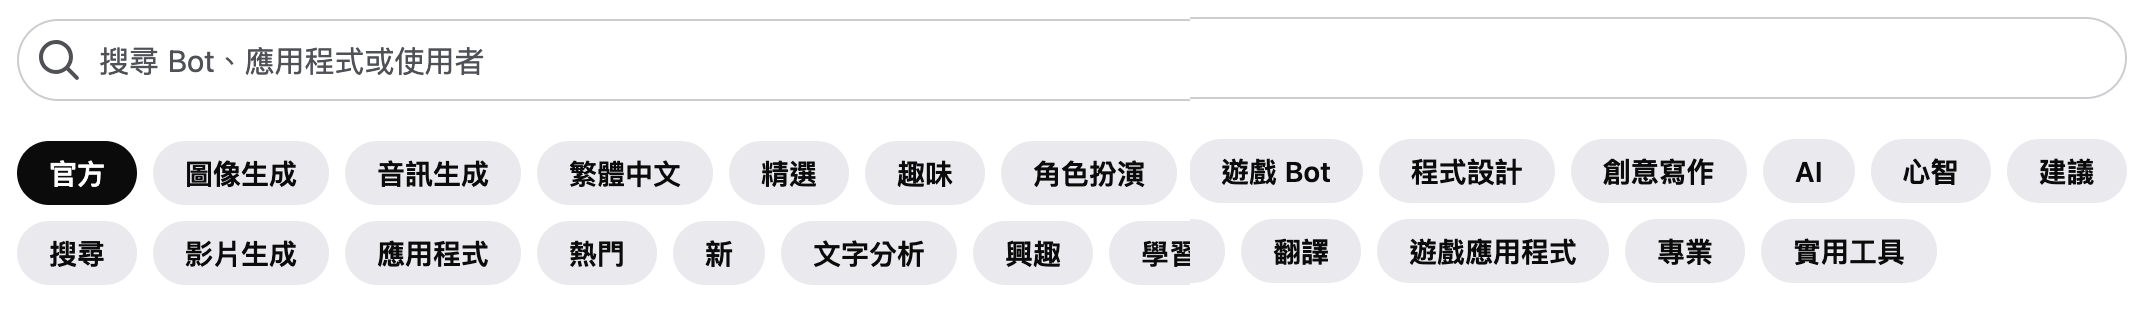 搜尋 Bot、應用程式或使用者
官方 圖像生成 音訊生成 繁體中文 精選 趣味 角色扮演 遊戲 Bot 程式設計 創意寫作 AI 心智 建議
搜尋 影片生成 應用程式 熱門 新 文字分析 興趣 學習 翻譯 遊戲應用程式 專業 實用工具